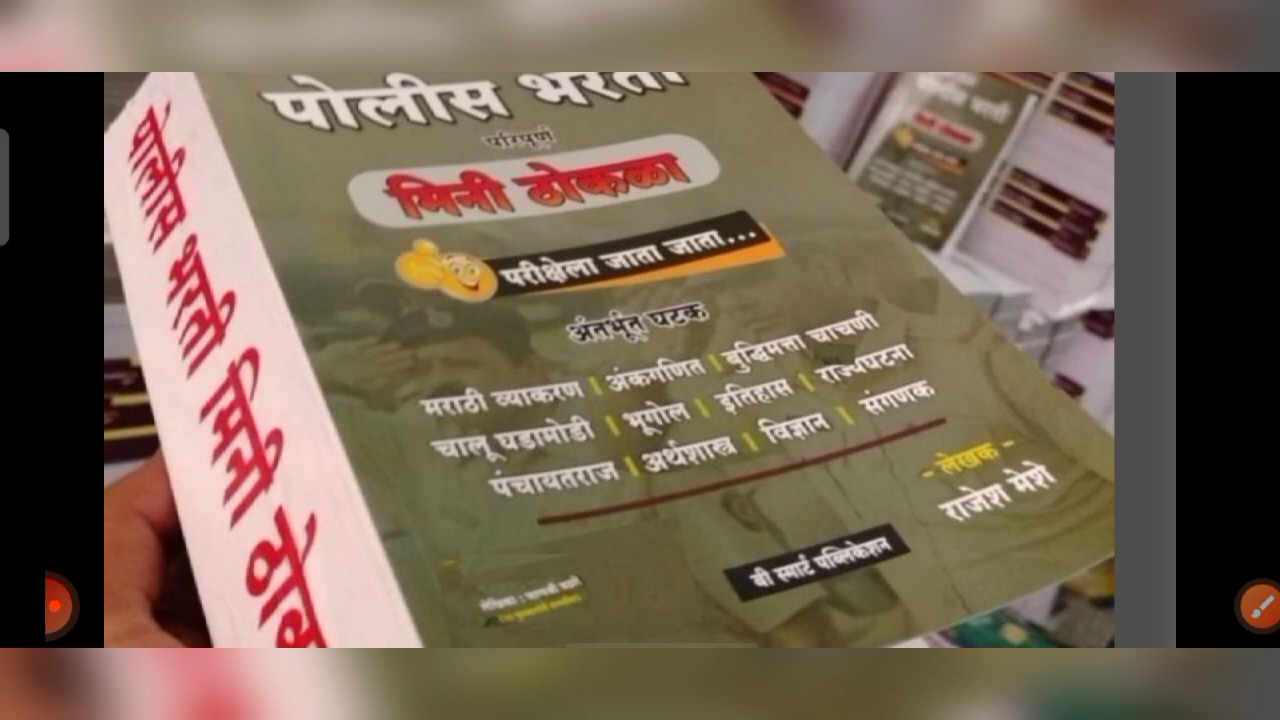 पोलीस भरती
परिपूर्ण
मिनी ठोकळा
परीक्षेला जाता जाता...
अंतर्भूत घटक
मराठी व्याकरण | अंकगणित | बुद्धिमत्ता चाचणी
चालू घडामोडी | भूगोल | इतिहास | राज्यघटना
पंचायतराज | अर्थशास्त्र | विज्ञान | संगणक
- लेखक -
राजेश मेशे
बी स्मार्ट पब्लिकेशन
पोलीस भरती मिनी